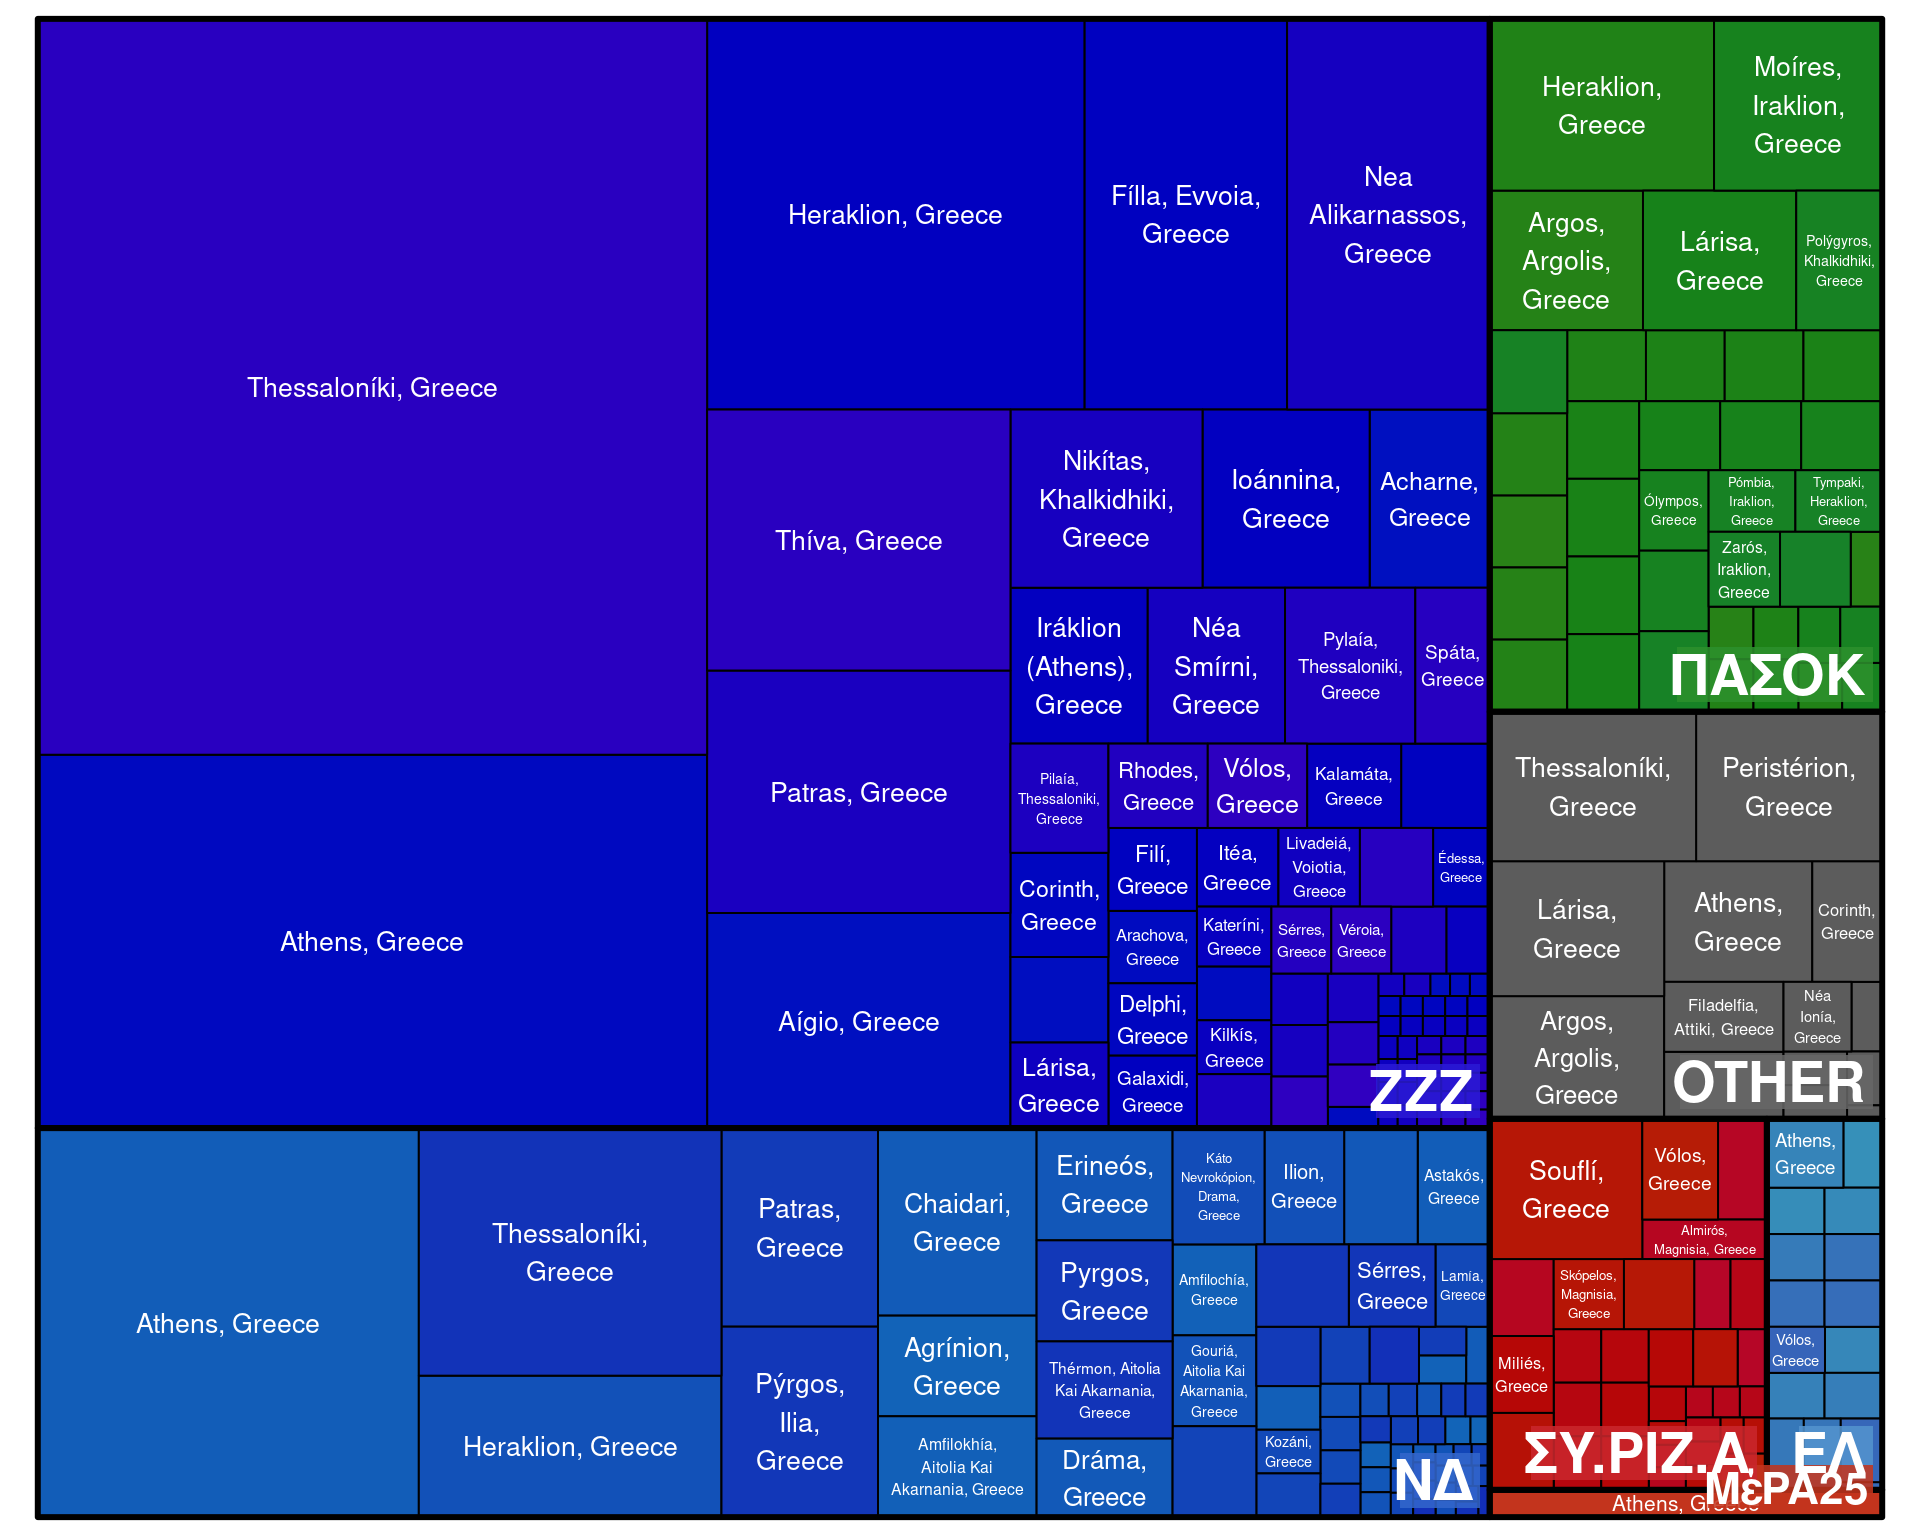 Thessaloníki, Greece
Athens, Greece
Heraklion, Greece
Fílla, Evvoia,
Greece
Nea
Alikarnassos,
Greece
Thíva, Greece
Patras, Greece
Aígio, Greece
Nikítas,
Khalkidhiki,
Greece
Ioánnina,
Greece
Acharne,
Greece
Iráklion
(Athens),
Greece
Néa
Smírni,
Greece
Pylaía,
Thessaloniki,
Greece
Spáta,
Greece
Pilaía,
Thessaloniki,
Greece
Rhodes,
Greece
Vólos,
Greece
Kalamáta,
Greece
Corinth,
Greece
Filí,
Greece
Itéa,
Greece
Livadeiá,
Voiotia,
Greece
Édessa,
Greece
Arachova,
Greece
Kateríni,
Greece
Sérres,
Greece
Véroia,
Greece
Delphi,
Greece
Kilkís,
Greece
Lárisa,
Greece
Galaxidi,
Greece
ZZZ
Athens, Greece
Thessaloníki,
Greece
Heraklion, Greece
Patras,
Greece
Pýrgos,
Ilia,
Greece
Chaidari,
Greece
Agrínion,
Greece
Amfilokhía,
Aitolia Kai
Akarnania, Greece
Erineós,
Greece
Pyrgos,
Greece
Thérmon, Aitolia
Kai Akarnania,
Greece
Dráma,
Greece
Káto
Nevrokópion,
Drama,
Greece
Ilion,
Greece
Astakós,
Greece
Amfilochía,
Greece
Sérres,
Greece
Lamía,
Greece
Gouriá,
Aitolia Kai
Akarnania,
Greece
Kozáni,
Greece
ΝΔ
Heraklion,
Greece
Moíres,
Iraklion,
Greece
Argos,
Argolis,
Greece
Lárisa,
Greece
Polýgyros,
Khalkidhiki,
Greece
Ólympos,
Greece
Pómbia,
Iraklion,
Greece
Tympaki,
Heraklion,
Greece
Zarós,
Iraklion,
Greece
ΠΑΣΟΚ
Thessaloníki,
Greece
Peristérion,
Greece
Lárisa,
Greece
Athens,
Greece
Corinth,
Greece
Argos,
Argolis,
Greece
Filadelfia,
Attiki, Greece
Néa
Ionía,
Greece
OTHER
Souflí,
Greece
Vólos,
Greece
Almirós,
Magnisia, Greece
Skópelos,
Magnisia,
Greece
Miliés,
Greece
ΣΥ.ΡΙΖ.Α,
Athens,
Greece
Vólos,
Greece
ΕΛ
Athens, Greece
ΜέΡΑ25